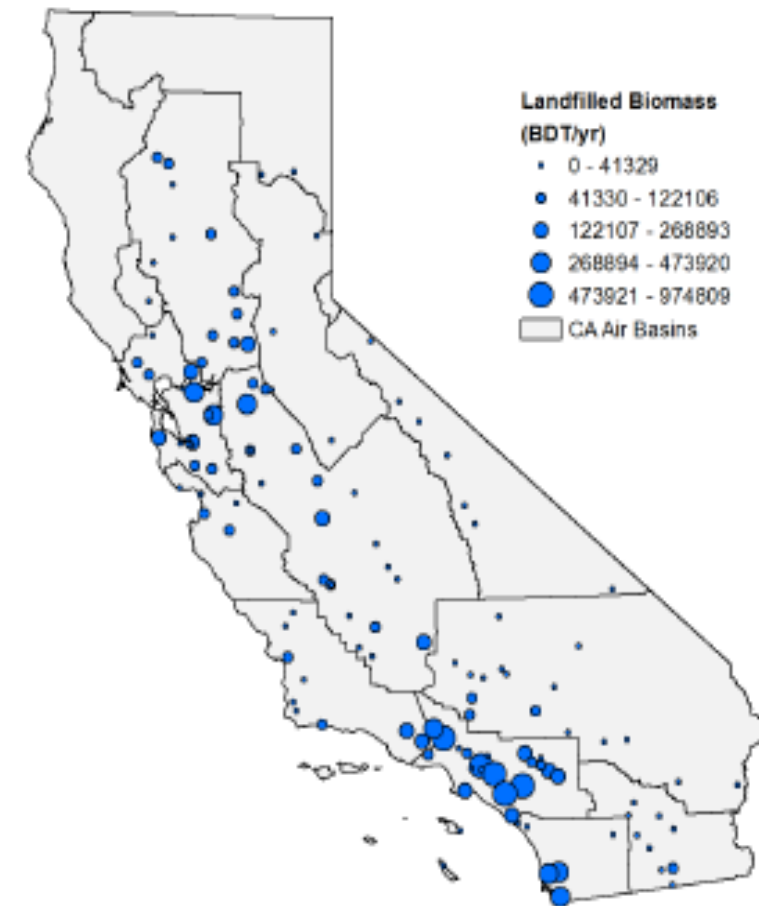 Landfilled Biomass
(BDT/yr)
0 - 41329
41330 - 122106
122107 - 268893
268894 - 473920
473921 - 974809
CA Air Basins